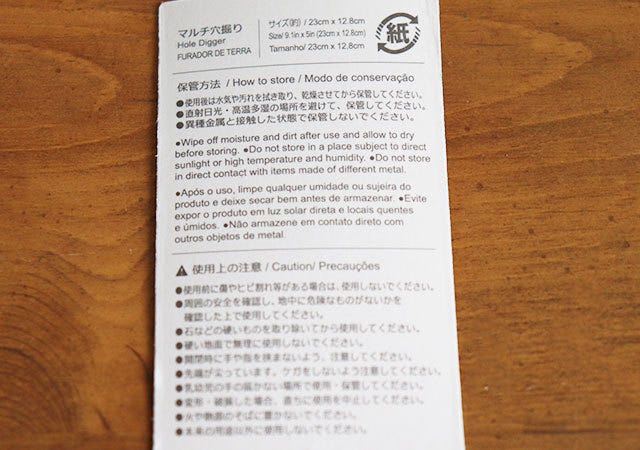 マルチ穴掘り
Hole Digger
FURADOR DE TERRA
サイズ(約) / 23cm x 12.8cm
Size/ 9.1in x 5in (23cm x 12.8cm)
Tamanho/ 23cm x 12.8cm
紙
保管方法 / How to store / Modo de conservação
●使用後は水気や汚れを拭き取り、乾燥させてから保管してください。
●直射日光・高温多湿の場所を避けて、保管してください。
●異種金属と接触した状態で保管しないでください。
●Wipe off moisture and dirt after use and allow to dry
before storing. ●Do not store in a place subject to direct
sunlight or high temperature and humidity. ●Do not store
in direct contact with items made of different metal.
●Após o uso, limpe qualquer umidade ou sujeira do
produto e deixe secar bem antes de armazenar. ●Evite
expor o produto em luz solar direta e locais quentes
e úmidos. ●Não armazene em contato direto com
outros objetos de metal.
⚠ 使用上の注意 / Caution/ Precauções
●使用前に傷やヒビ割れ等がある場合は、使用しないでください。
●周囲の安全を確認し、地中に危険なものがないかを
確認した上で使用してください。
●石などの硬いものを取り除いてから使用してください。
●硬い地面で無理に使用しないでください。
●開閉時に手や指を挟まないよう、注意してください。
●先端が尖っています。ケガをしないよう注意してください。
●乳幼児の手の届かない場所で使用・保管してください。
●変形・破損した場合、直ちに使用を中止してください。
●火や熱源のそばに置かないでください。
●本来の用途以外に使用しないでください。